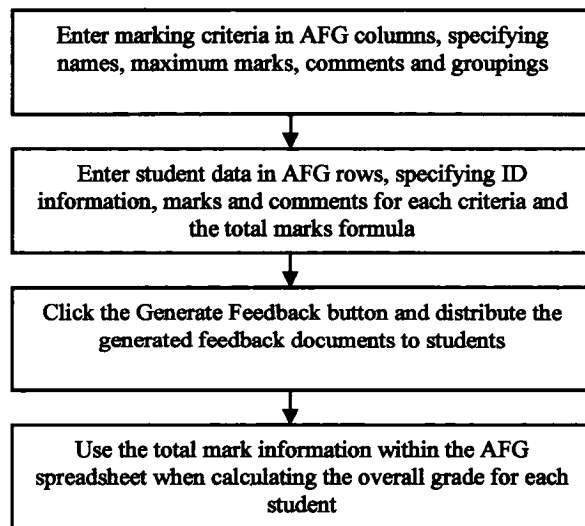 Enter marking criteria in AFG columns, specifying
names, maximum marks, comments and groupings
Enter student data in AFG rows, specifying ID
information, marks and comments for each criteria and
the total marks formula
Click the Generate Feedback button and distribute the
generated feedback documents to students
Use the total mark information within the AFG
spreadsheet when calculating the overall grade for each
student